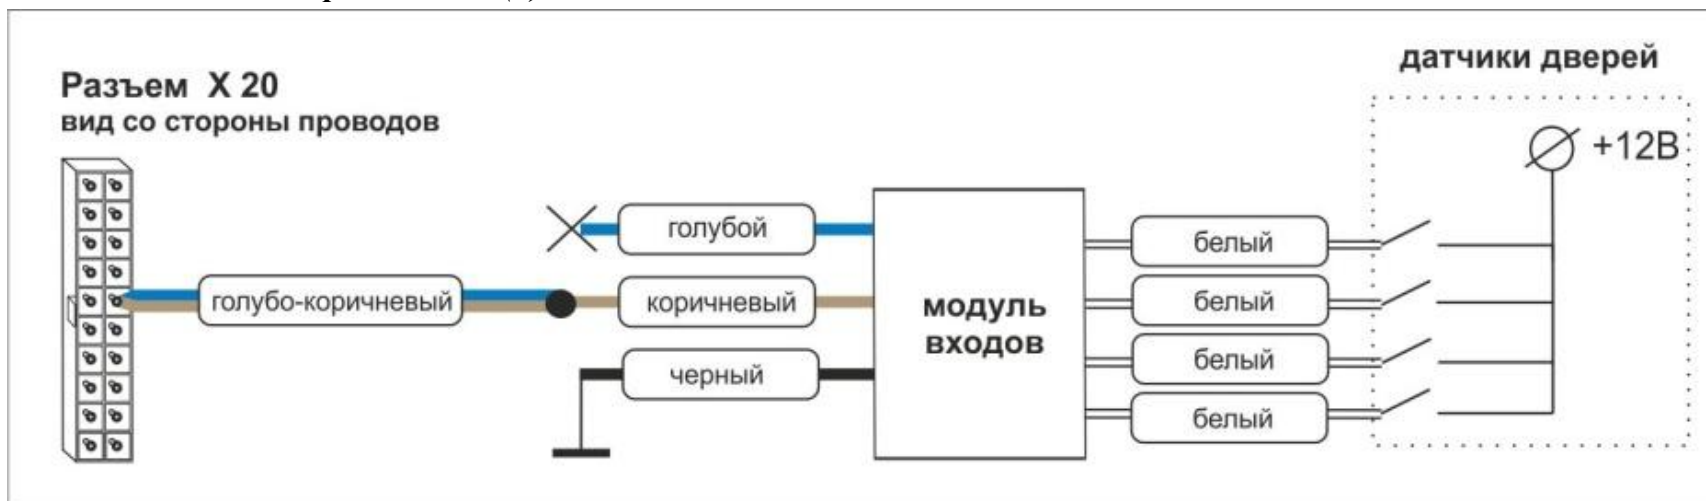 Разъем X 20
вид со стороны проводов
датчики дверей
+12В
голубой
белый
голубо-коричневый
коричневый
модуль
входов
белый
черный
белый
белый